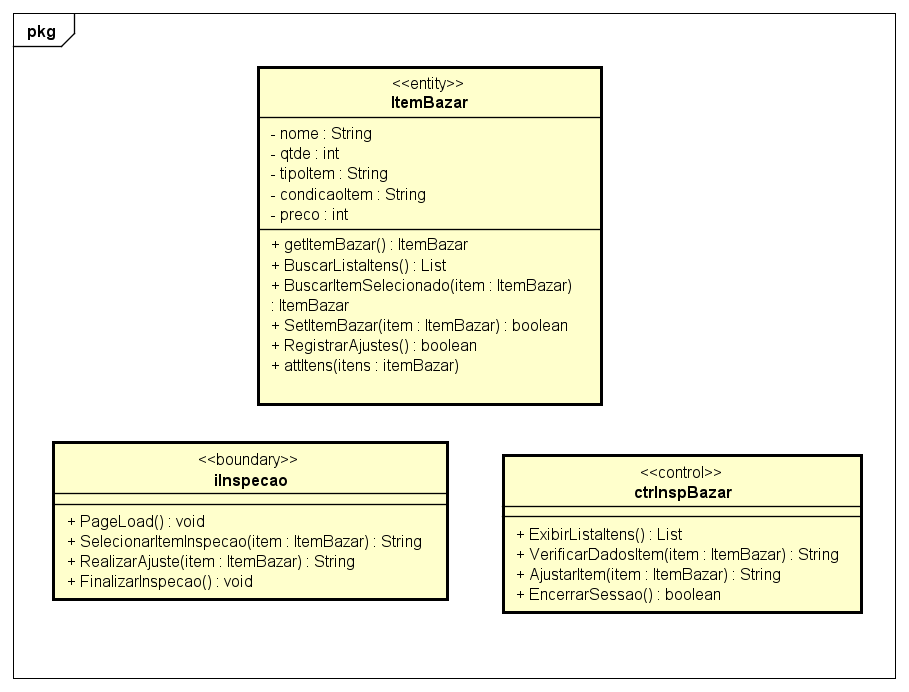 pkg
<<entity>>
ItemBazar
- nome : String
- qtde : int
- tipoItem : String
- condicaoItem : String
- preco : int
+ getItemBazar() : ItemBazar
+ BuscarListaItens() : List
+ BuscarItemSelecionado(item : ItemBazar)
: ItemBazar
+ SetItemBazar(item : ItemBazar) : boolean
+ RegistrarAjustes() : boolean
+ attItens(itens : itemBazar)
<<boundary>>
iInspecao
+ PageLoad() : void
+ SelecionarItemInspecao(item : ItemBazar) : String
+ RealizarAjuste(item : ItemBazar) : String
+ FinalizarInspecao() : void
<<control>>
ctrInspBazar
+ ExibirListaItens() : List
+ VerificarDadosItem(item : ItemBazar) : String
+ AjustarItem(item : ItemBazar) : String
+ EncerrarSessao() : boolean